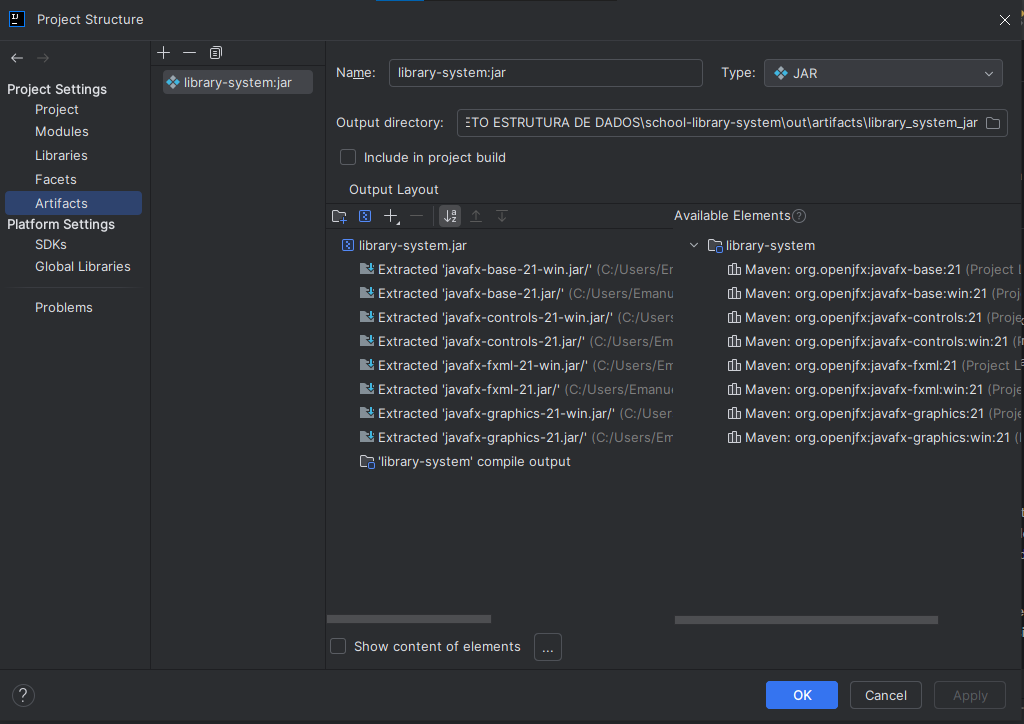 Project Structure
Project Settings
Project
Modules
Libraries
Facets
Artifacts
Platform Settings
SDKs
Global Libraries
Problems
library-system:jar
Name: library-system:jar
Type: JAR
Output directory: ETO ESTRUTURA DE DADOS\school-library-system\out\artifacts\library_system_jar
Include in project build
Output Layout
library-system.jar
Extracted 'javafx-base-21-win.jar/' (C:/Users/Er
Extracted 'javafx-base-21.jar/' (C:/Users/Emanu
Extracted 'javafx-controls-21-win.jar/' (C:/Users
Extracted 'javafx-controls-21.jar/' (C:/Users/Em
Extracted 'javafx-fxml-21-win.jar/' (C:/Users/Em
Extracted 'javafx-fxml-21.jar/' (C:/Users/Emanue
Extracted 'javafx-graphics-21-win.jar/' (C:/User
Extracted 'javafx-graphics-21.jar/' (C:/Users/Em
'library-system' compile output
Available Elements ?
library-system
Maven: org.openjfx:javafx-base:21 (Project L
Maven: org.openjfx:javafx-base:win:21 (Proj
Maven: org.openjfx:javafx-controls:21 (Proje
Maven: org.openjfx:javafx-controls:win:21 (
Maven: org.openjfx:javafx-fxml:21 (Project L
Maven: org.openjfx:javafx-fxml:win:21 (Proje
Maven: org.openjfx:javafx-graphics:21 (Proje
Maven: org.openjfx:javafx-graphics:win:21 (
Show content of elements ...
? OK Cancel Apply